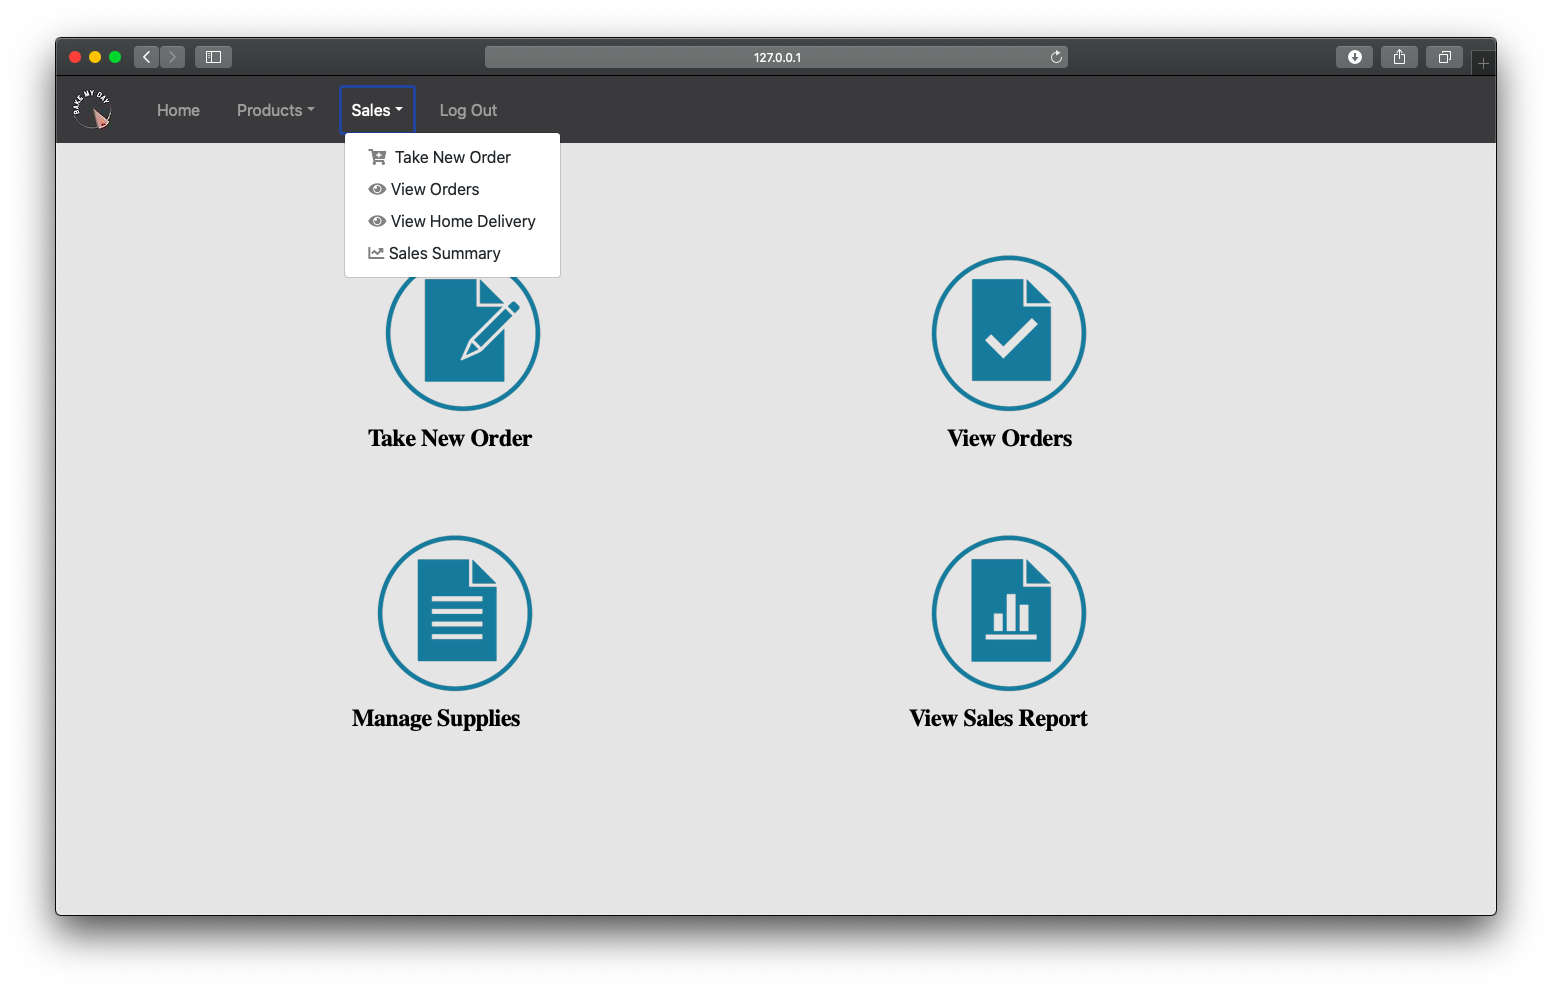 127.0.0.1
BAKE MY DAY
Home Products Sales Log Out
Take New Order
View Orders
View Home Delivery
Sales Summary
Take New Order View Orders
Manage Supplies View Sales Report